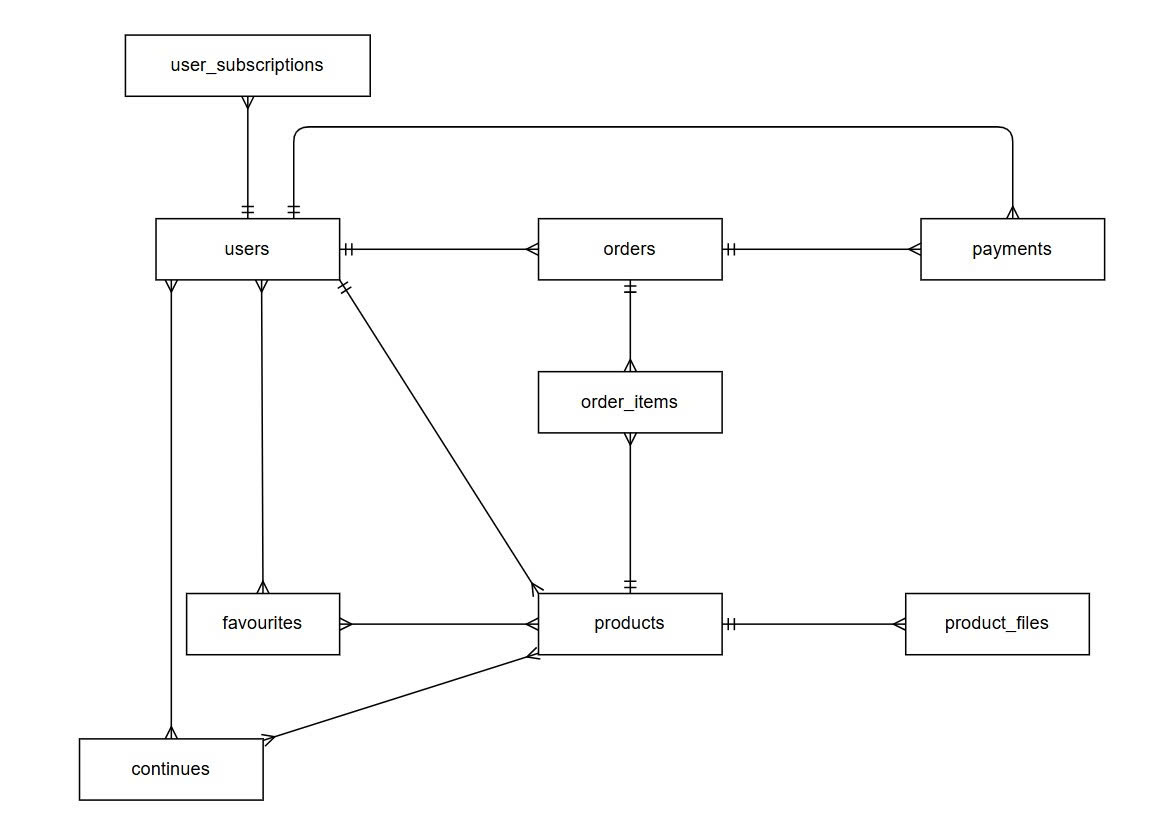 user_subscriptions
users
orders
payments
order_items
favourites
products
product_files
continues